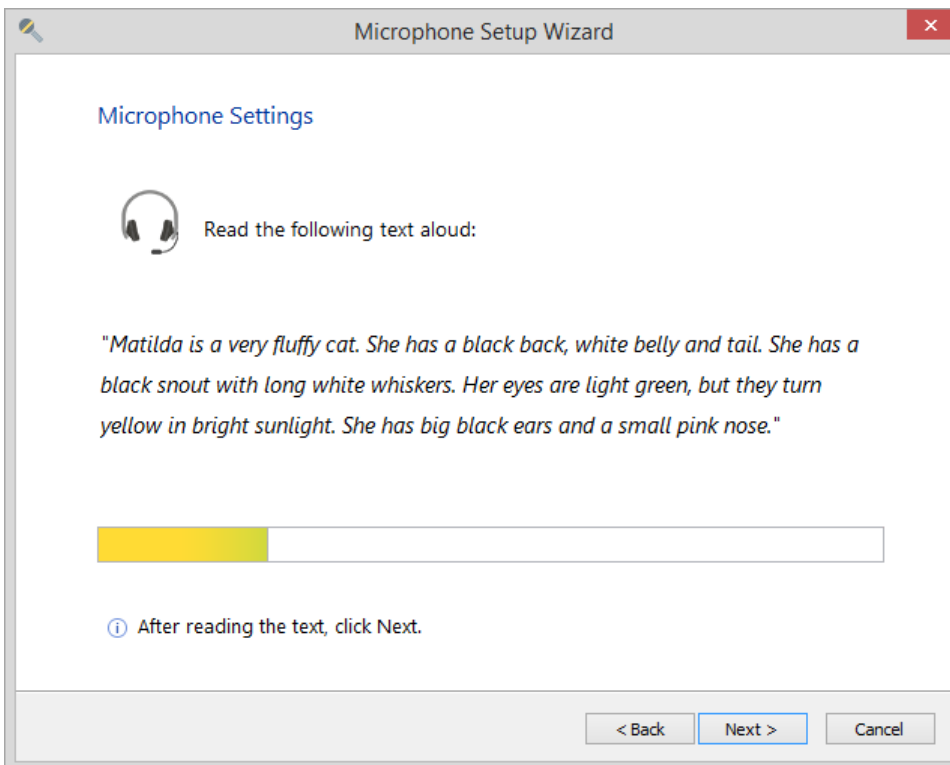 Microphone Setup Wizard
Microphone Settings
Read the following text aloud:
"Matilda is a very fluffy cat. She has a black back, white belly and tail. She has a
black snout with long white whiskers. Her eyes are light green, but they turn
yellow in bright sunlight. She has big black ears and a small pink nose."
After reading the text, click Next.
< Back Next > Cancel